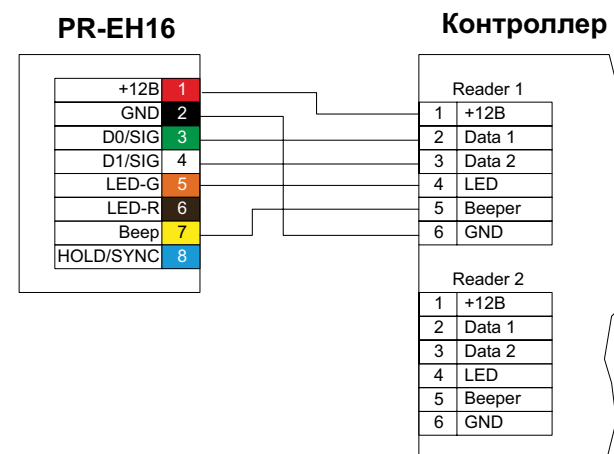 PR-EH16
Контроллер
+12В 1
GND 2
D0/SIG 3
D1/SIG 4
LED-G 5
LED-R 6
Beep 7
HOLD/SYNC 8
Reader 1
1 +12В
2 Data 1
3 Data 2
4 LED
5 Beeper
6 GND
Reader 2
1 +12В
2 Data 1
3 Data 2
4 LED
5 Beeper
6 GND